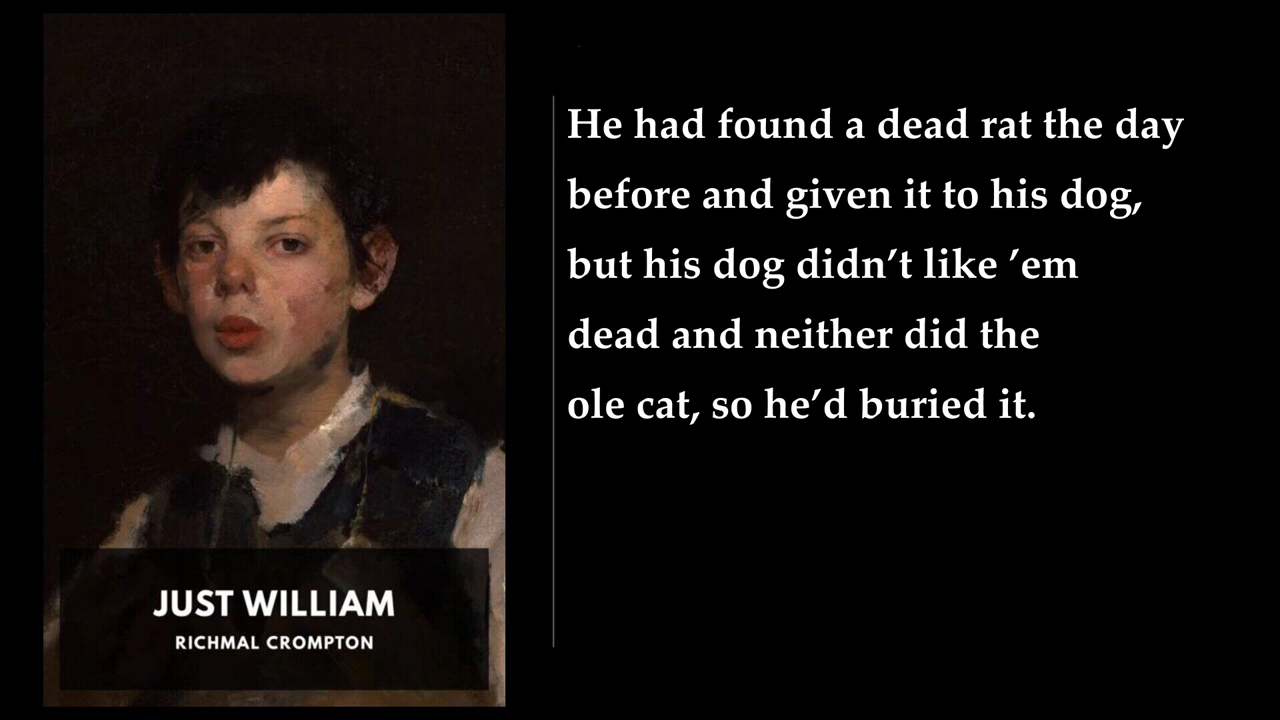 JUST WILLIAM
RICHMAL CROMPTON
He had found a dead rat the day
before and given it to his dog,
but his dog didn’t like ’em
dead and neither did the
ole cat, so he’d buried it.